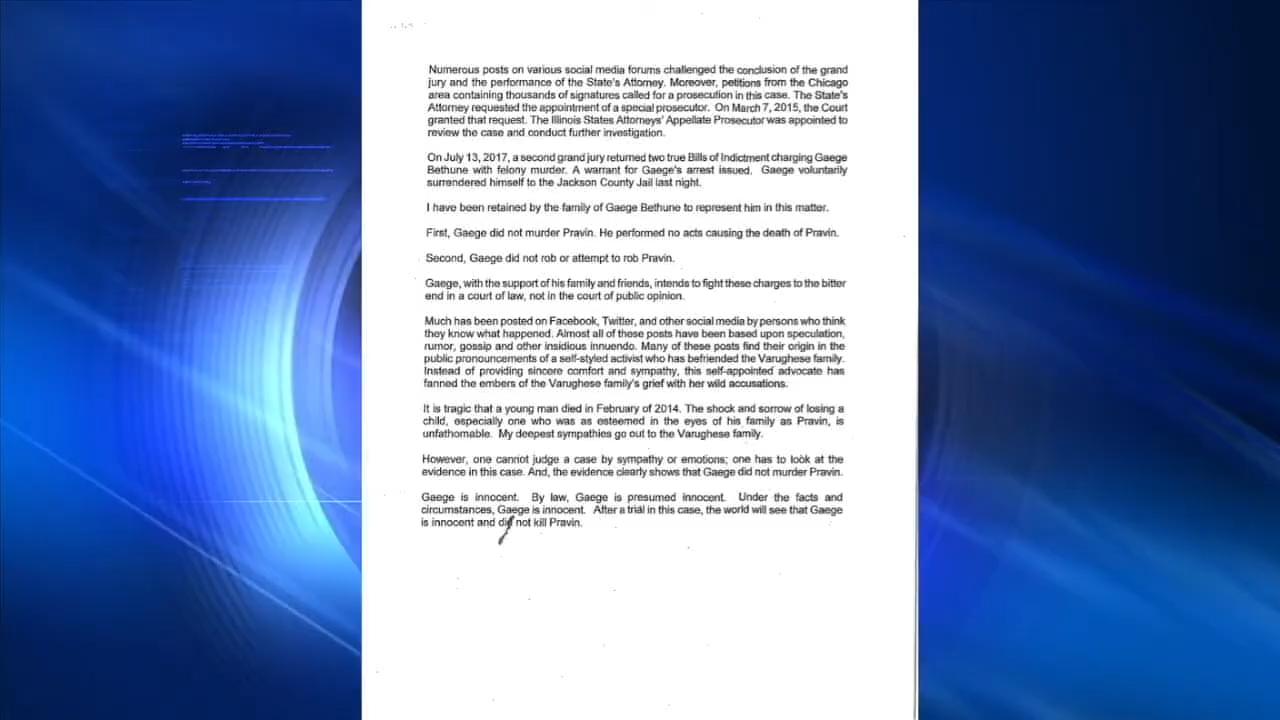 Numerous posts on various social media forums challenged the conclusion of the grand
jury and the performance of the State's Attorney. Moreover, petitions from the Chicago
area containing thousands of signatures called for a prosecution in this case. The State's
Attorney requested the appointment of a special prosecutor. On March 7, 2015, the Court
granted that request. The Illinois States Attorneys' Appellate Prosecutor was appointed to
review the case and conduct further investigation.
On July 13, 2017, a second grand jury returned two true Bills of Indictment charging Gaege
Bethune with felony murder. A warrant for Gaege's arrest issued. Gaege voluntarily
surrendered himself to the Jackson County Jail last night.
I have been retained by the family of Gaege Bethune to represent him in this matter.
First, Gaege did not murder Pravin. He performed no acts causing the death of Pravin.
Second, Gaege did not rob or attempt to rob Pravin.
Gaege, with the support of his family and friends, intends to fight these charges to the bitter
end in a court of law, not in the court of public opinion.
Much has been posted on Facebook, Twitter, and other social media by persons who think
they know what happened. Almost all of these posts have been based upon speculation,
rumor, gossip and other insidious innuendo. Many of these posts find their origin in the
public pronouncements of a self-styled activist who has befriended the Varughese family.
Instead of providing sincere comfort and sympathy, this self-appointed advocate has
fanned the embers of the Varughese family's grief with her wild accusations.
It is tragic that a young man died in February of 2014. The shock and sorrow of losing a
child, especially one who was as esteemed in the eyes of his family as Pravin, is
unfathomable. My deepest sympathies go out to the Varughese family.
However, one cannot judge a case by sympathy or emotions; one has to look at the
evidence in this case. And, the evidence clearly shows that Gaege did not murder Pravin.
Gaege is innocent. By law, Gaege is presumed innocent. Under the facts and
circumstances, Gaege is innocent. After a trial in this case, the world will see that Gaege
is innocent and did not kill Pravin.